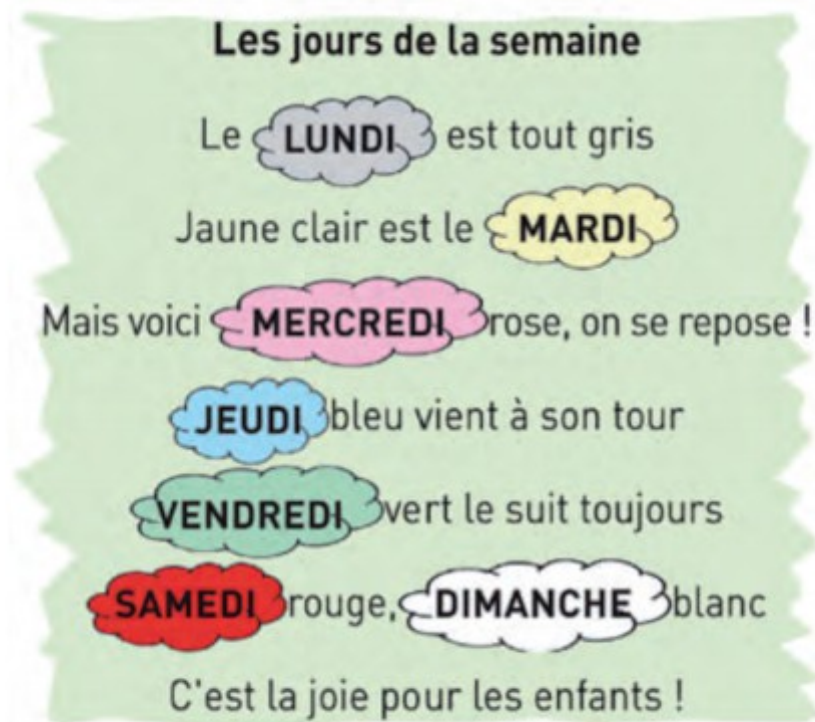 Les jours de la semaine
Le LUNDI est tout gris
Jaune clair est le MARDI
Mais voici MERCREDI rose, on se repose !
JEUDI bleu vient à son tour
VENDREDI vert le suit toujours
SAMEDI rouge, DIMANCHE blanc
C'est la joie pour les enfants !